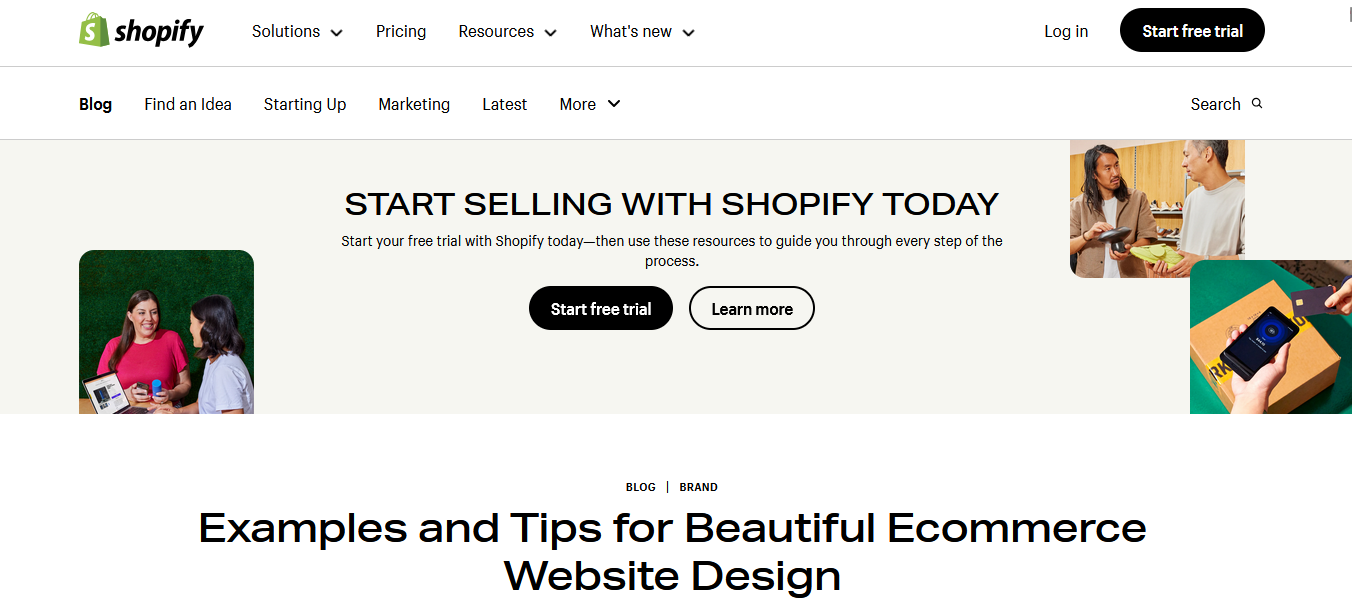 shopify
Solutions
Pricing
Resources
What's new
Log in
Start free trial
Blog
Find an Idea
Starting Up
Marketing
Latest
More
Search
START SELLING WITH SHOPIFY TODAY
Start your free trial with Shopify today—then use these resources to guide you through every step of the
process.
Start free trial
Learn more
BLOG | BRAND
Examples and Tips for Beautiful Ecommerce
Website Design